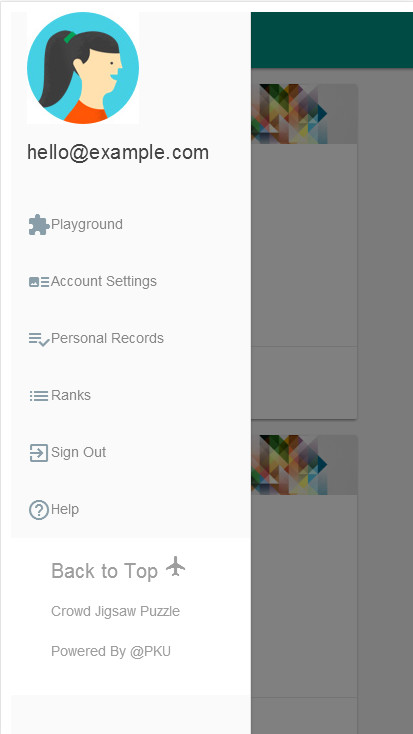 hello@example.com
Playground
Account Settings
Personal Records
Ranks
Sign Out
Help
Back to Top
Crowd Jigsaw Puzzle
Powered By @PKU